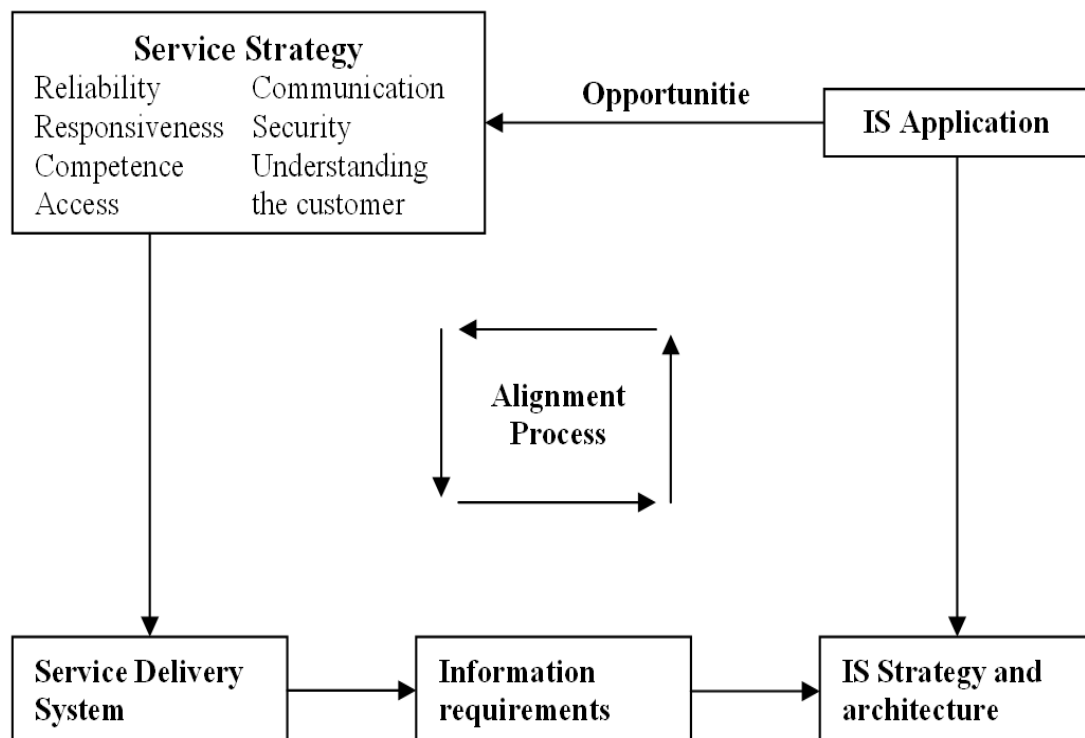 Service Strategy
Reliability
Responsiveness
Competence
Access
Communication
Security
Understanding
the customer
Opportunitie
IS Application
Alignment
Process
Service Delivery
System
Information
requirements
IS Strategy and
architecture